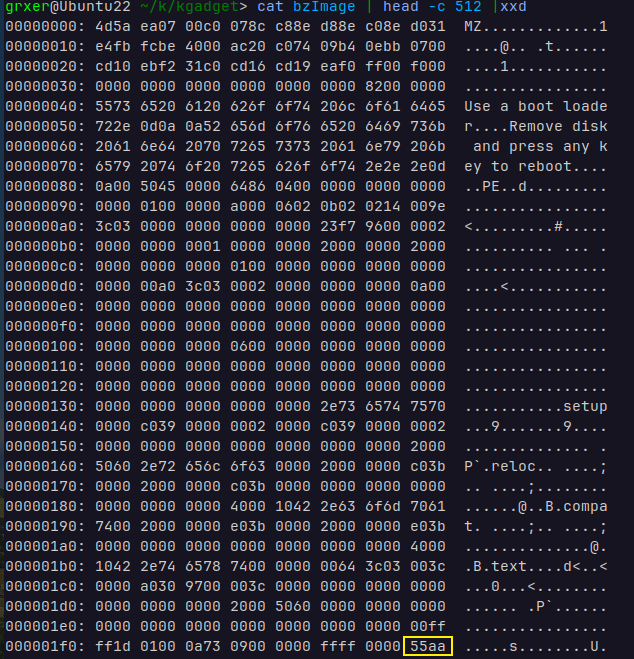 grxer@Ubuntu22 ~/k/kgadget> cat bzImage | head -c 512 |xxd
00000000: 4d5a ea07 00c0 078c c88e d88e c08e d031  MZ.............1
00000010: e4fb fcbe 4000 ac20 c074 09b4 0ebb 0700  ....@.. .t......
00000020: cd10 ebf2 31c0 cd16 cd19 eaf0 ff00 f000  ....1...........
00000030: 0000 0000 0000 0000 0000 0000 8200 0000  ................
00000040: 5573 6520 6120 626f 6f74 206c 6f61 6465  Use a boot loade
00000050: 722e 0d0a 0a52 656d 6f76 6520 6469 736b  r....Remove disk
00000060: 2061 6e64 2070 7265 7373 2061 6e79 206b   and press any k
00000070: 6579 2074 6f20 7265 626f 6f74 2e2e 2e0d  ey to reboot....
00000080: 0a00 5045 0000 6486 0400 0000 0000 0000  ..PE..d.........
00000090: 0000 0100 0000 a000 0602 0b02 0214 009e  ................
000000a0: 3c03 0000 0000 0000 0000 23f7 9600 0002  <.........#.....
000000b0: 0000 0000 0001 0000 0000 2000 0000 2000  .......... ... .
000000c0: 0000 0000 0000 0100 0000 0000 0000 0000  ................
000000d0: 0000 00a0 3c03 0002 0000 0000 0000 0a00  ....<...........
000000e0: 0000 0000 0000 0000 0000 0000 0000 0000  ................
000000f0: 0000 0000 0000 0000 0000 0000 0000 0000  ................
00000100: 0000 0000 0000 0600 0000 0000 0000 0000  ................
00000110: 0000 0000 0000 0000 0000 0000 0000 0000  ................
00000120: 0000 0000 0000 0000 0000 0000 0000 0000  ................
00000130: 0000 0000 0000 0000 0000 2e73 6574 7570  ...........setup
00000140: 0000 c039 0000 0002 0000 c039 0000 0002  ...9.......9....
00000150: 0000 0000 0000 0000 0000 0000 0000 2000  .............. .
00000160: 5060 2e72 656c 6f63 0000 2000 0000 c03b  P`.reloc.. ....;
00000170: 0000 2000 0000 c03b 0000 0000 0000 0000  .. ....;........
00000180: 0000 0000 0000 4000 1042 2e63 6f6d 7061  ......@..B.compa
00000190: 7400 2000 0000 e03b 0000 2000 0000 e03b  t. ....;.. ....;
000001a0: 0000 0000 0000 0000 0000 0000 0000 4000  ..............@.
000001b0: 1042 2e74 6578 7400 0000 0064 3c03 003c  .B.text....d<..<
000001c0: 0000 a030 9700 003c 0000 0000 0000 0000  ...0...<........
000001d0: 0000 0000 0000 2000 5060 0000 0000 0000  ...... .P`......
000001e0: 0000 0000 0000 0000 0000 0000 0000 00ff  ................
000001f0: ff1d 0100 0a73 0900 0000 ffff 0000 55aa  .....s........U.